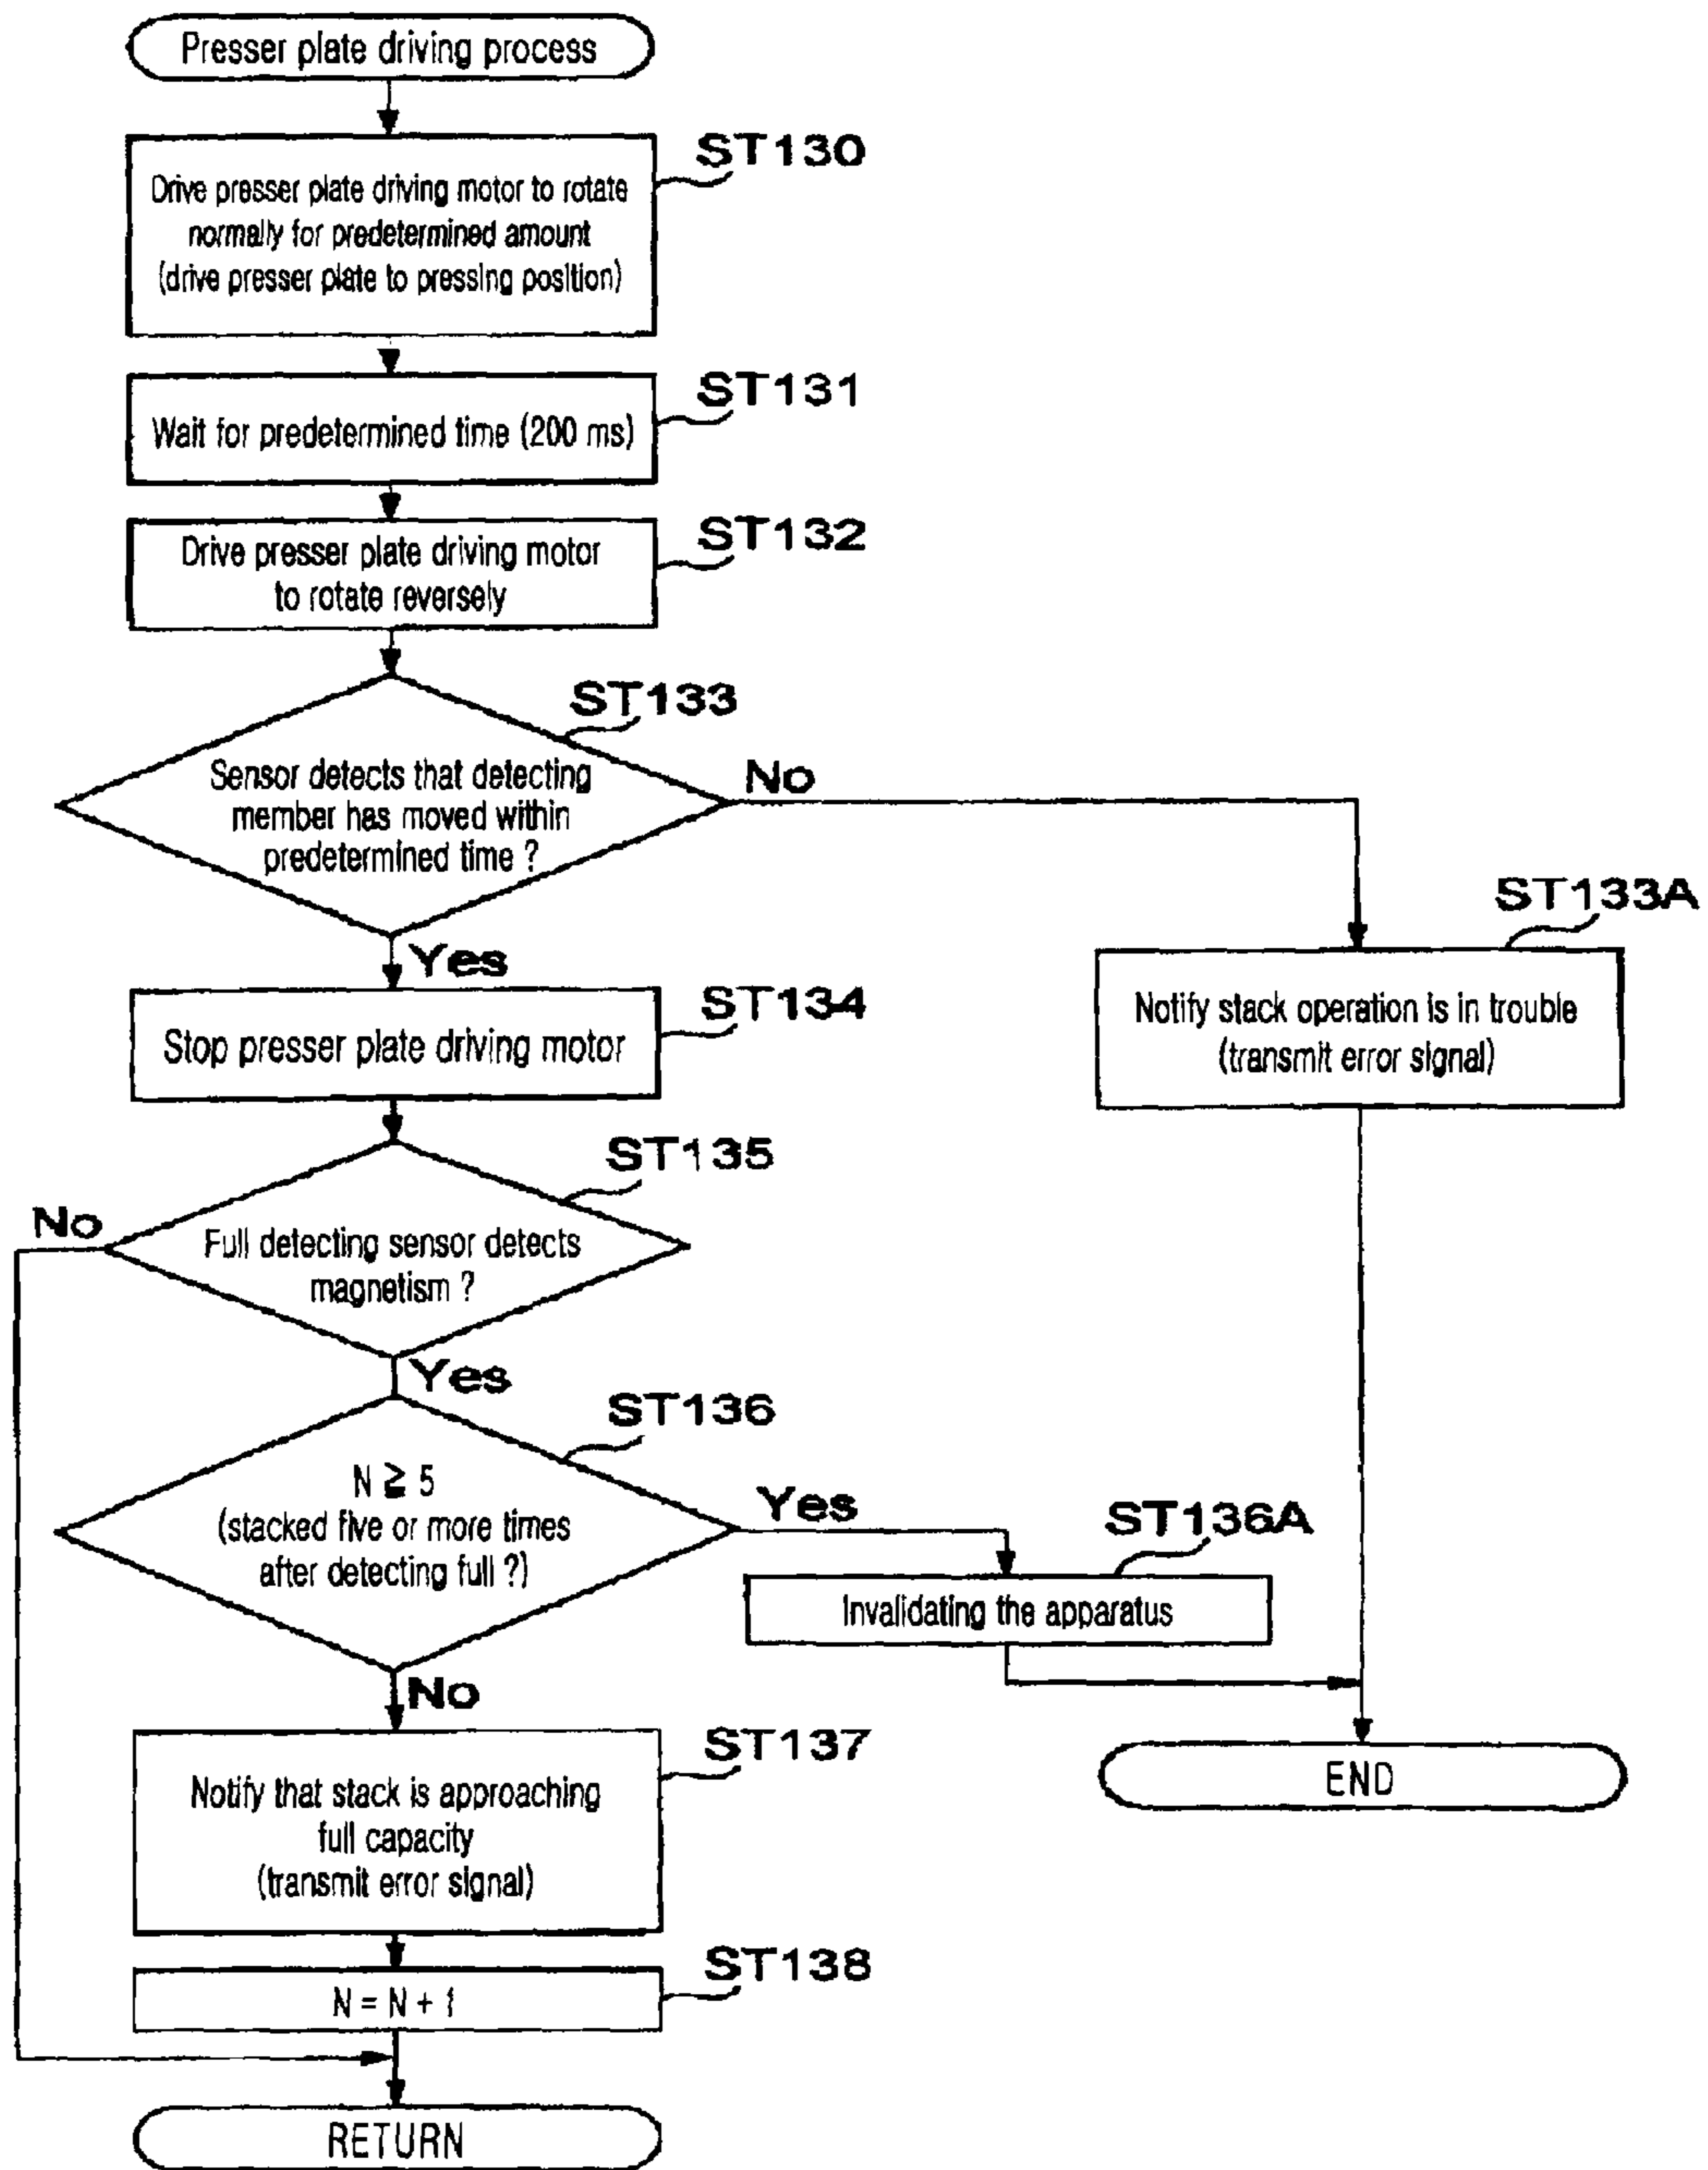 Presser plate driving process
ST130
Drive presser plate driving motor to rotate
normally for predetermined amount
(drive presser plate to pressing position)
ST131
Wait for predetermined time (200 ms)
ST132
Drive presser plate driving motor
to rotate reversely
ST133
Sensor detects that detecting
member has moved within
predetermined time ?
No
Yes
ST133A
Notify stack operation is in trouble
(transmit error signal)
ST134
Stop presser plate driving motor
ST135
Full detecting sensor detects
magnetism ?
No
Yes
ST136
N ≧ 5
(stacked five or more times
after detecting full ?)
Yes
ST136A
Invalidating the apparatus
No
ST137
Notify that stack is approaching
full capacity
(transmit error signal)
END
ST138
N = N + 1
RETURN